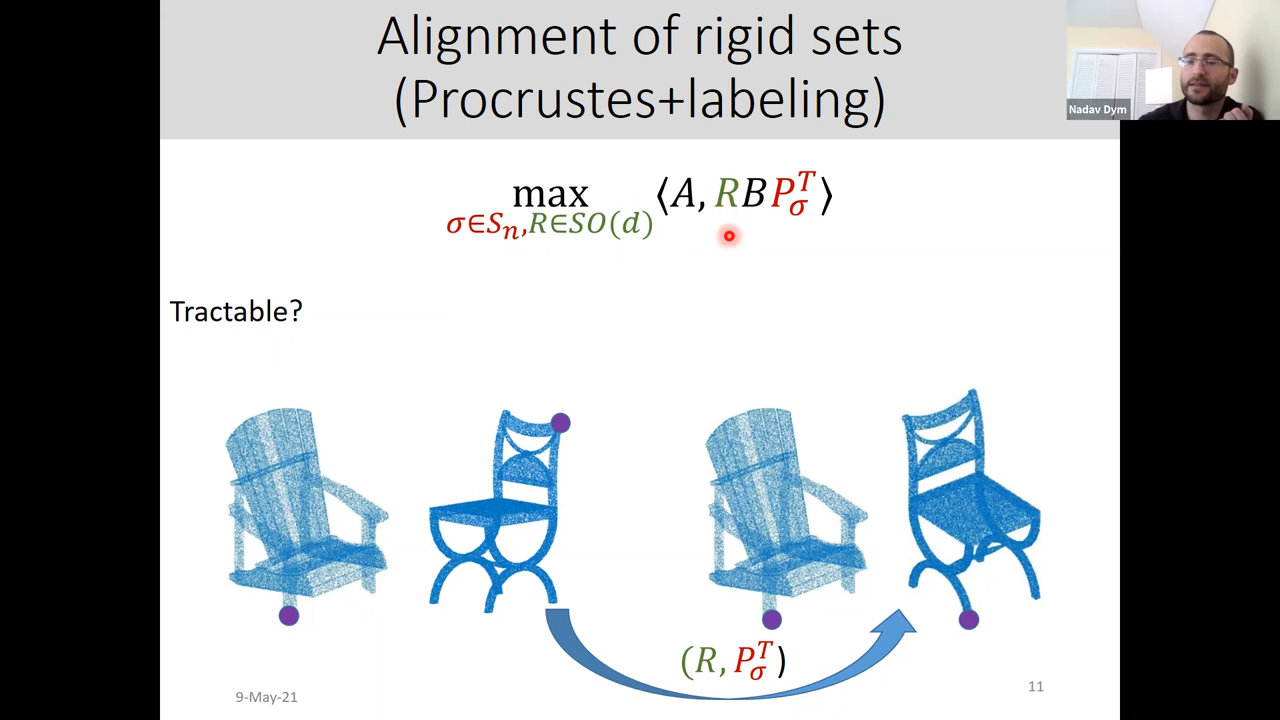 Alignment of rigid sets
(Procrustes+labeling)
Nadav Dym
max ⟨A, RBP_σ^T⟩
σ∈S_n, R∈SO(d)
Tractable?
(R, P_σ^T)
9-May-21
11